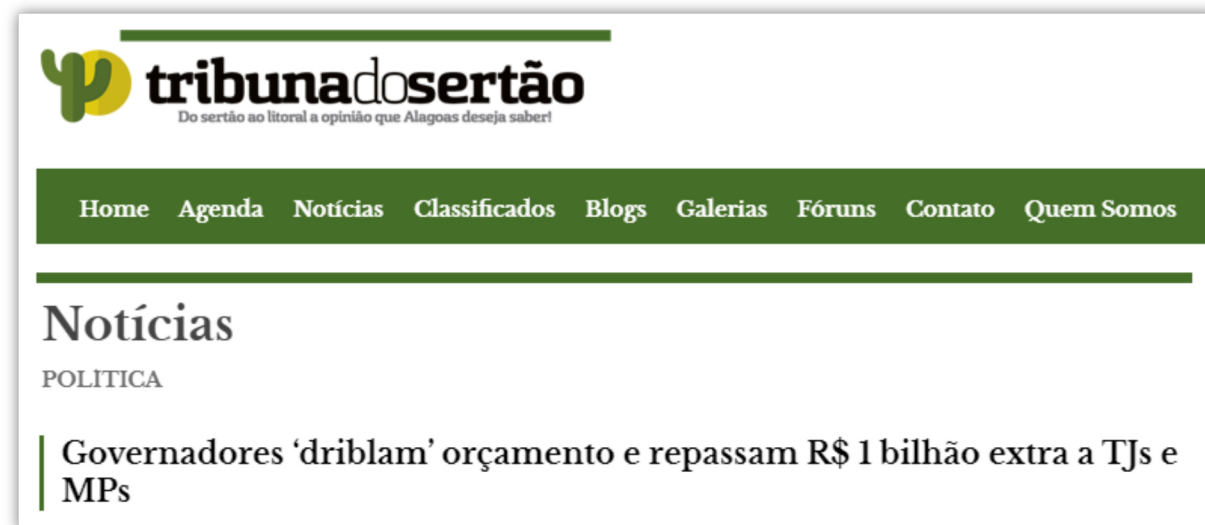 tribunadosertão
Do sertão ao litoral a opinião que Alagoas deseja saber!
Home Agenda Notícias Classificados Blogs Galerias Fóruns Contato Quem Somos
Notícias
POLITICA
Governadores ‘driblam’ orçamento e repassam R$ 1 bilhão extra a TJs e
MPs